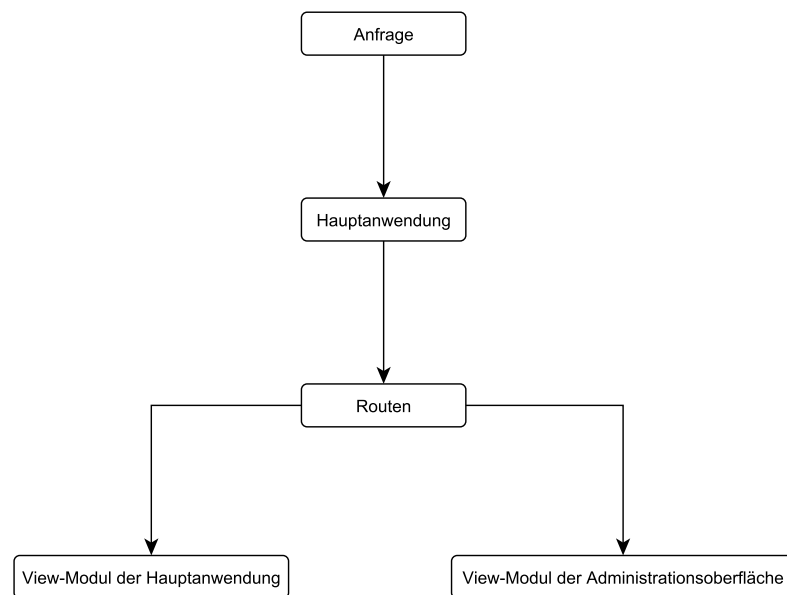 Anfrage
Hauptanwendung
Routen
View-Modul der Hauptanwendung
View-Modul der Administrationsoberfläche